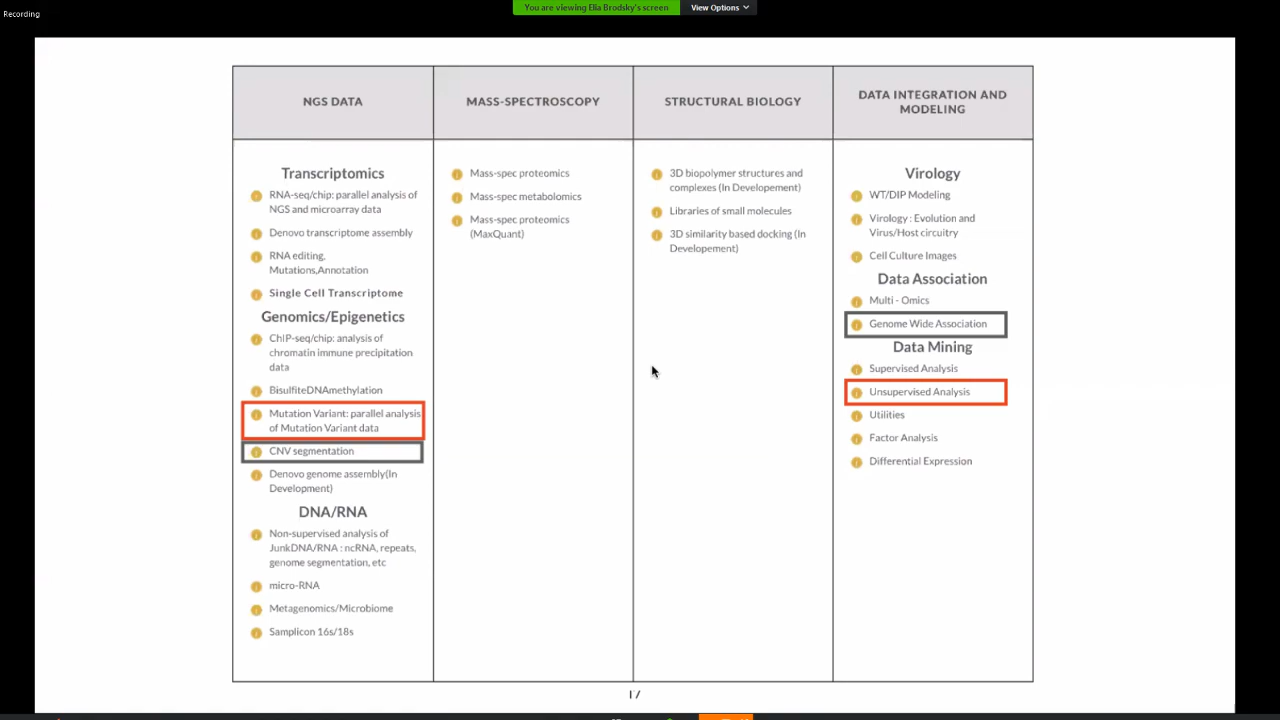 Recording
You are viewing Elia Brodsky's screen
View Options
NGS DATA
MASS-SPECTROSCOPY
STRUCTURAL BIOLOGY
DATA INTEGRATION AND
MODELING
Transcriptomics
RNA-seq/chip: parallel analysis of
NGS and microarray data
Denovo transcriptome assembly
RNA editing,
Mutations,Annotation
Single Cell Transcriptome
Genomics/Epigenetics
ChIP-seq/chip: analysis of
chromatin immune precipitation
data
BisulfiteDNAmethylation
Mutation Variant: parallel analysis
of Mutation Variant data
CNV segmentation
Denovo genome assembly(In
Development)
DNA/RNA
Non-supervised analysis of
JunkDNA/RNA : ncRNA, repeats,
genome segmentation, etc
micro-RNA
Metagenomics/Microbiome
Samplicon 16s/18s
Mass-spec proteomics
Mass-spec metabolomics
Mass-spec proteomics
(MaxQuant)
3D biopolymer structures and
complexes (In Developement)
Libraries of small molecules
3D similarity based docking (In
Developement)
Virology
WT/DIP Modeling
Virology : Evolution and
Virus/Host circuitry
Cell Culture Images
Data Association
Multi - Omics
Genome Wide Association
Data Mining
Supervised Analysis
Unsupervised Analysis
Utilities
Factor Analysis
Differential Expression
17